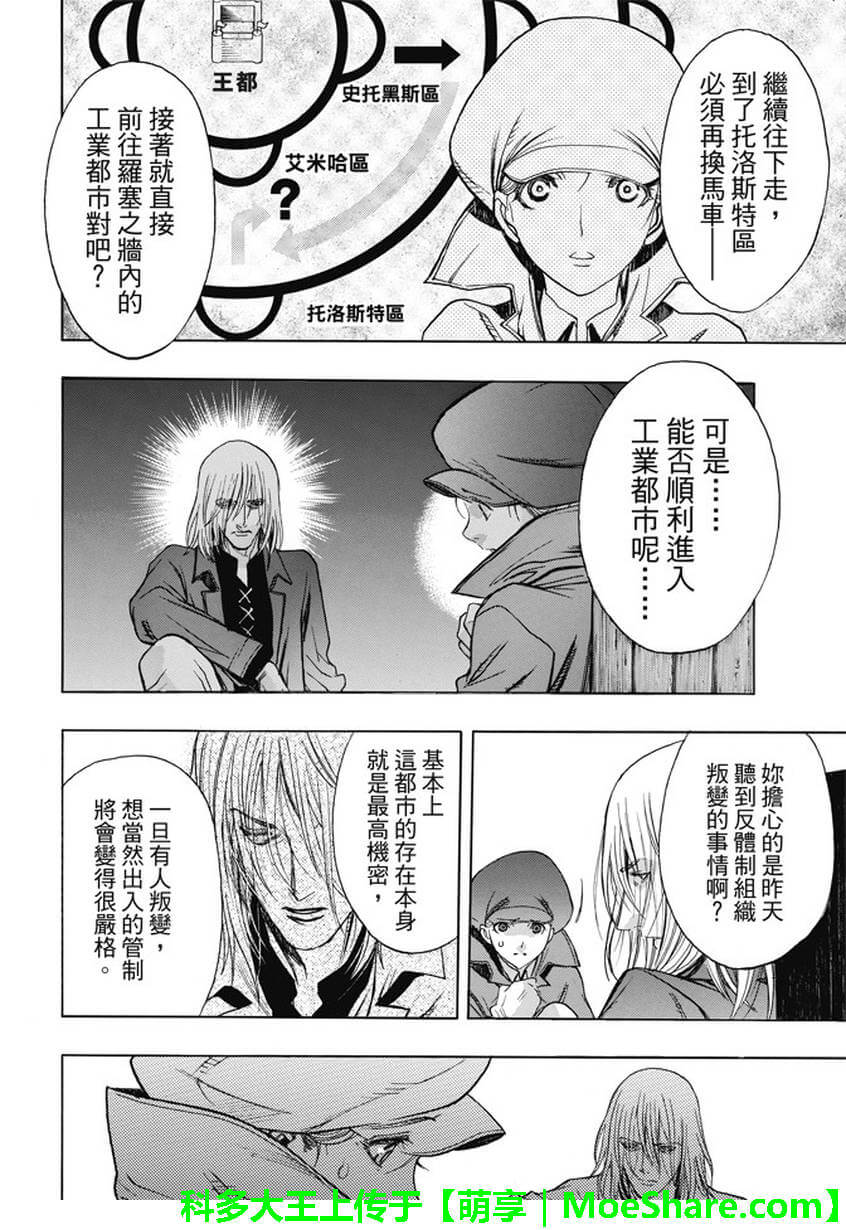 繼續往下走，
到了托洛斯特區
必須再換馬車——
王都
史托黑斯區
艾米哈區
?
托洛斯特區
接著就直接
前往羅塞之牆內的
工業都市對吧？
可是……
能否順利進入
工業都市呢……
妳擔心的是昨天
聽到反體制組織
叛變的事情啊？
基本上
這都市的存在本身
就是最高機密，
一旦有人叛變，
想當然出入的管制
將會變得很嚴格。
科多大王上传于【萌享】|MoeShare.com